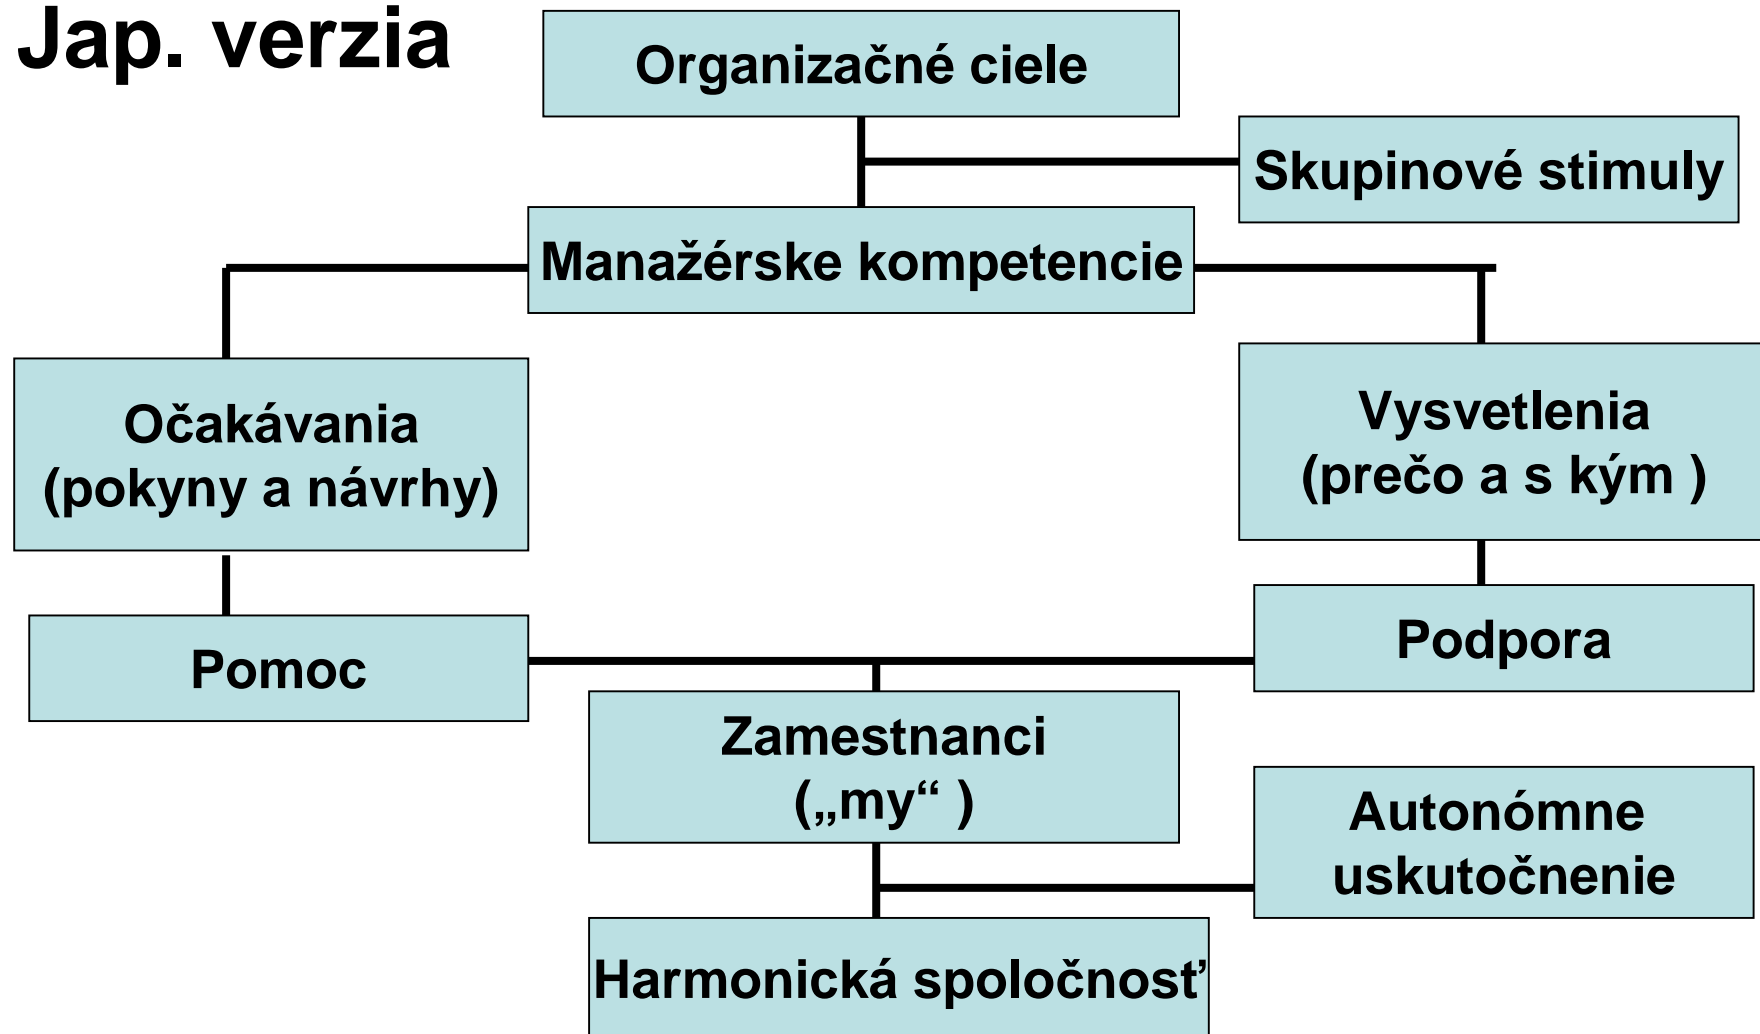 Jap. verzia
Organizačné ciele
Skupinové stimuly
Manažérske kompetencie
Očakávania
(pokyny a návrhy)
Vysvetlenia
(prečo a s kým )
Pomoc
Podpora
Zamestnanci
(„my“ )
Autonómne
uskutočnenie
Harmonická spoločnosť